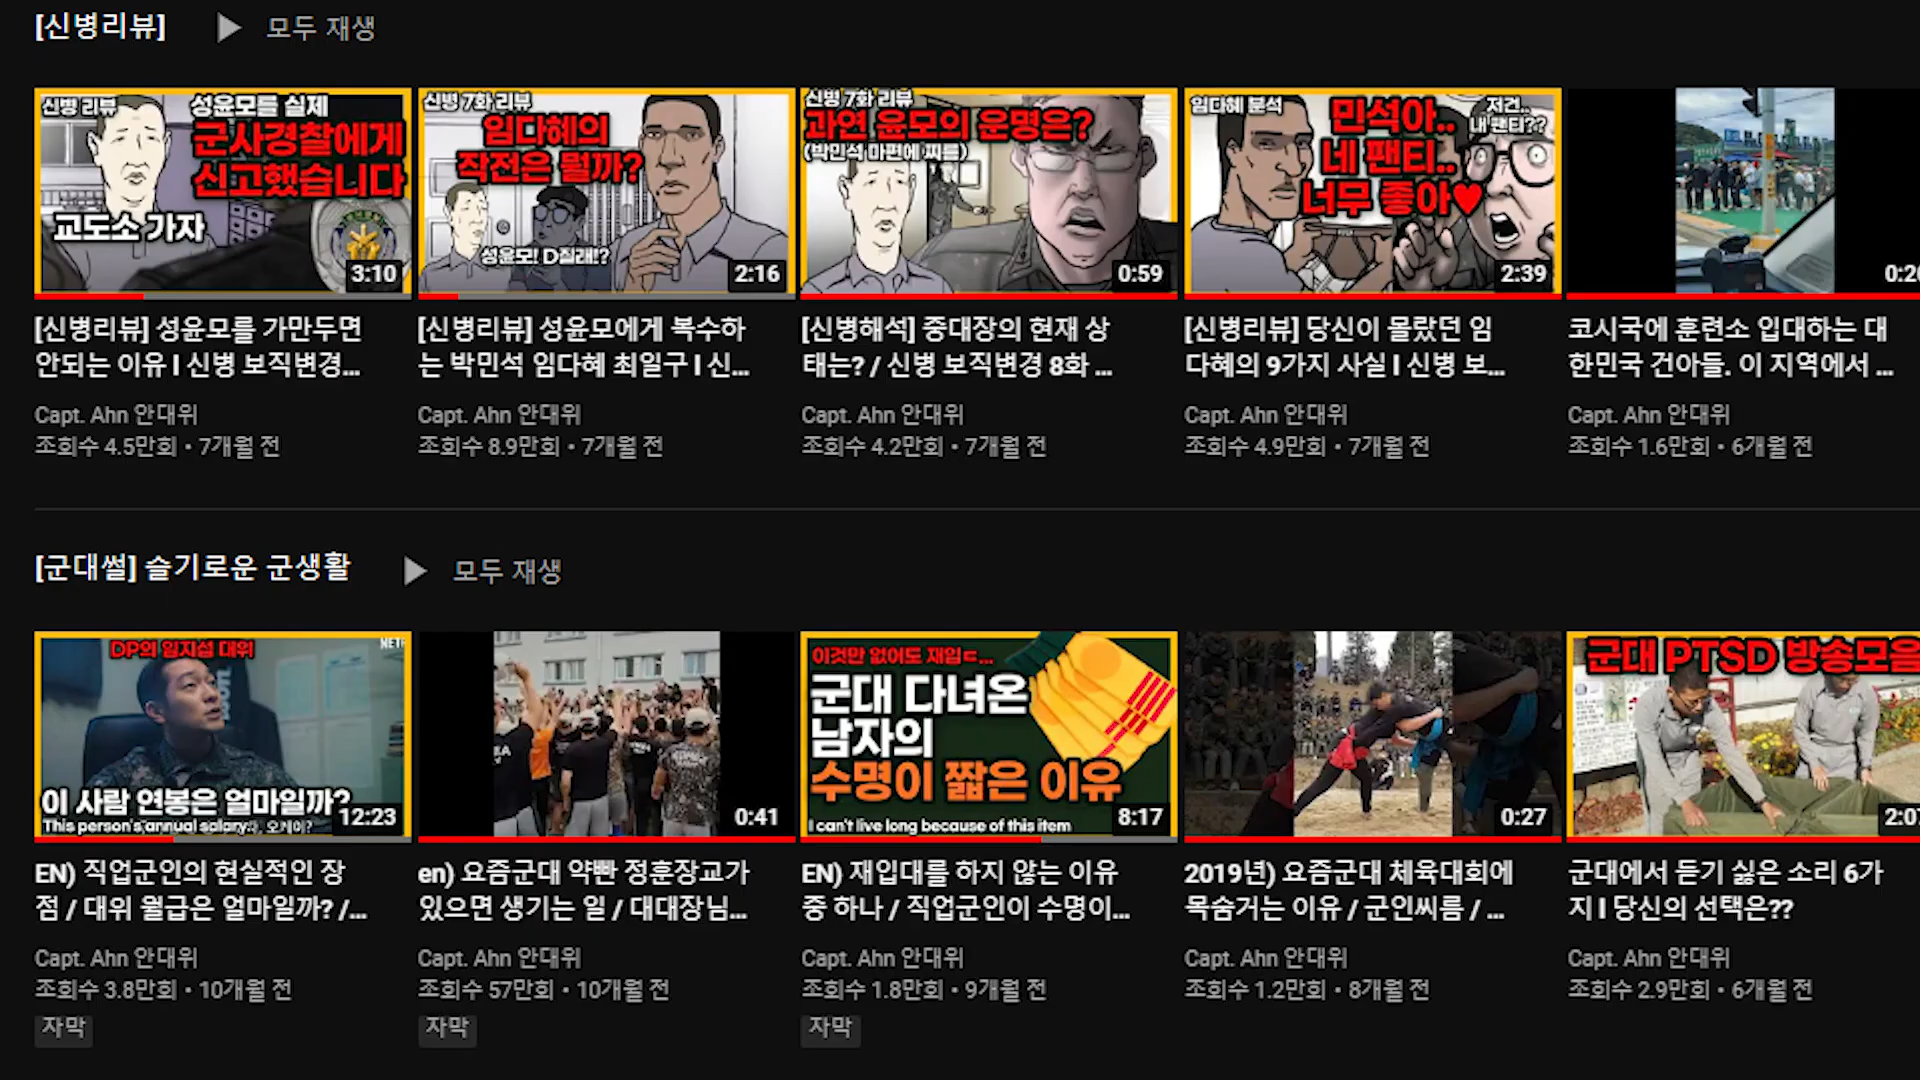 [신병리뷰]
모두 재생
신병 리뷰
성윤모를 실제
군사경찰에게
신고했습니다
교도소 가자
3:10
신병 7화 리뷰
임다혜의
작전은 뭘까?
성윤모! D질래!?
2:16
신병 7화 리뷰
과연 윤모의 운명은?
(박민석 마편에 찌름)
0:59
임다혜 분석
민석아..
네 팬티..
너무 좋아♥
저건..
내 팬티??
2:39
[신병리뷰] 성윤모를 가만두면
안되는 이유 l 신병 보직변경...
Capt. Ahn 안대위
조회수 4.5만회 • 7개월 전
[신병리뷰] 성윤모에게 복수하
는 박민석 임다혜 최일구 l 신...
Capt. Ahn 안대위
조회수 8.9만회 • 7개월 전
[신병해석] 중대장의 현재 상
태는? / 신병 보직변경 8화 ...
Capt. Ahn 안대위
조회수 4.2만회 • 7개월 전
[신병리뷰] 당신이 몰랐던 임
다혜의 9가지 사실 l 신병 보...
Capt. Ahn 안대위
조회수 4.9만회 • 7개월 전
코시국에 훈련소 입대하는 대
한민국 건아들. 이 지역에서 ...
Capt. Ahn 안대위
조회수 1.6만회 • 6개월 전
[군대썰] 슬기로운 군생활
모두 재생
DP의 임지섭 대위
이 사람 연봉은 얼마일까?
This person's annual salary..
12:23
0:41
이것만 없어도 재입ㄷ...
군대 다녀온
남자의
수명이 짧은 이유
I can't live long because of this item
8:17
0:27
군대 PTSD 방송모음
EN) 직업군인의 현실적인 장
점 / 대위 월급은 얼마일까? /...
Capt. Ahn 안대위
조회수 3.8만회 • 10개월 전
자막
en) 요즘군대 약빤 정훈장교가
있으면 생기는 일 / 대대장님...
Capt. Ahn 안대위
조회수 57만회 • 10개월 전
자막
EN) 재입대를 하지 않는 이유
중 하나 / 직업군인이 수명이...
Capt. Ahn 안대위
조회수 1.8만회 • 9개월 전
자막
2019년) 요즘군대 체육대회에
목숨거는 이유 / 군인씨름 / ...
Capt. Ahn 안대위
조회수 1.2만회 • 8개월 전
군대에서 듣기 싫은 소리 6가
지 l 당신의 선택은??
Capt. Ahn 안대위
조회수 2.9만회 • 6개월 전